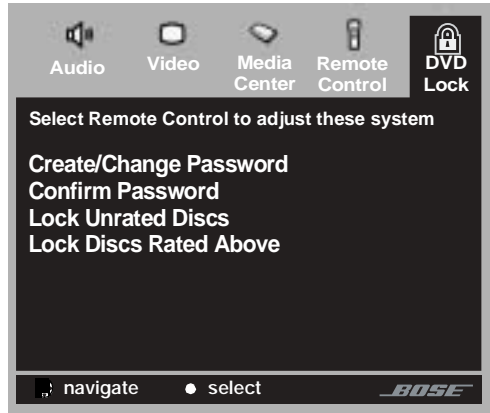 Audio Video Media Center Remote Control DVD Lock
Select Remote Control to adjust these system
Create/Change Password
Confirm Password
Lock Unrated Discs
Lock Discs Rated Above
navigate select BOSE